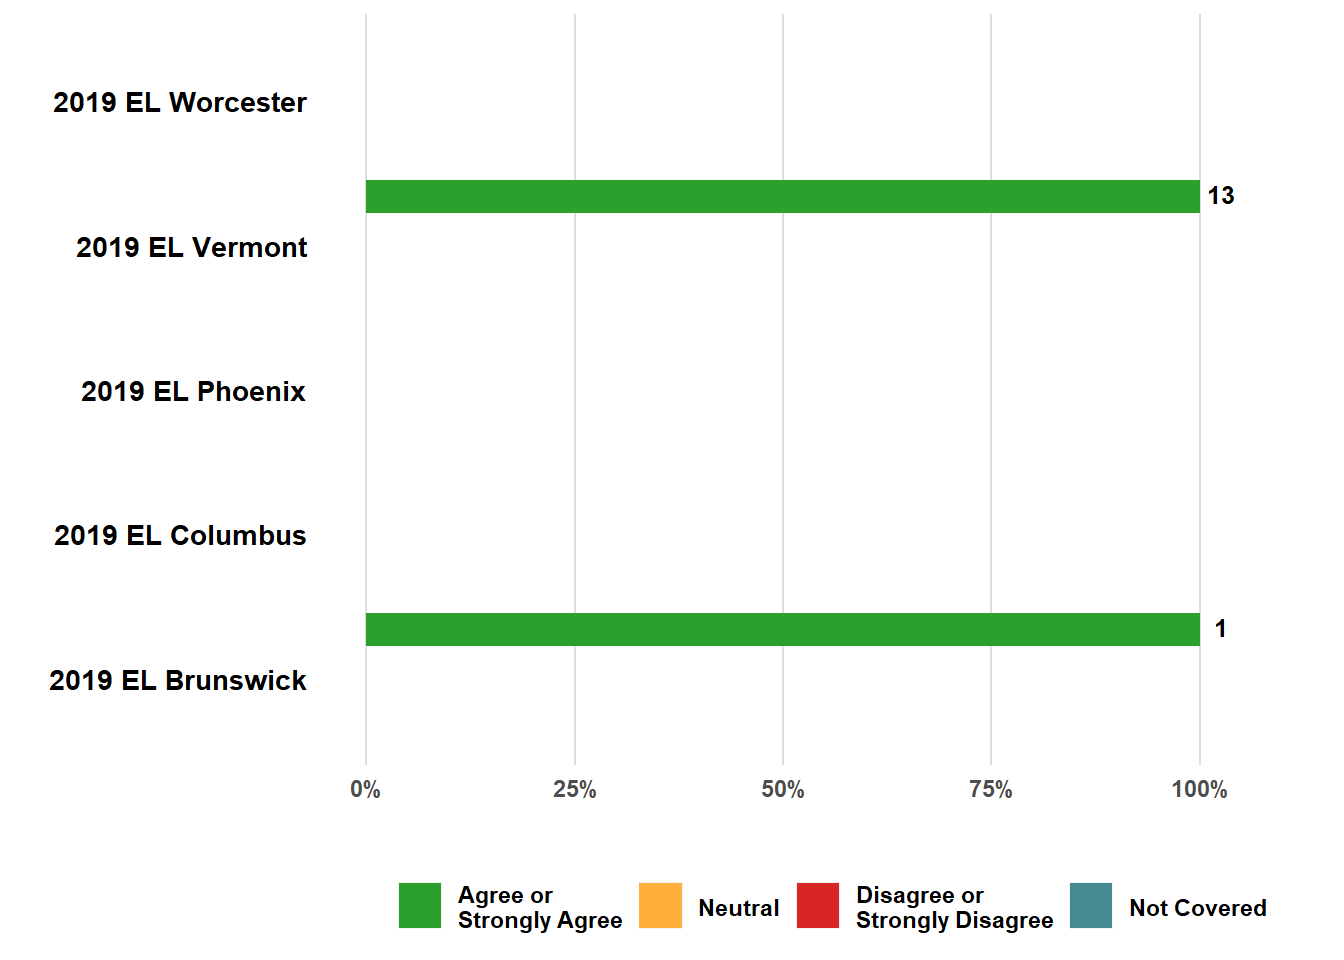 2019 EL Worcester
13
2019 EL Vermont
2019 EL Phoenix
2019 EL Columbus
1
2019 EL Brunswick
0% 25% 50% 75% 100%
Agree or
Strongly Agree
Neutral
Disagree or
Strongly Disagree
Not Covered